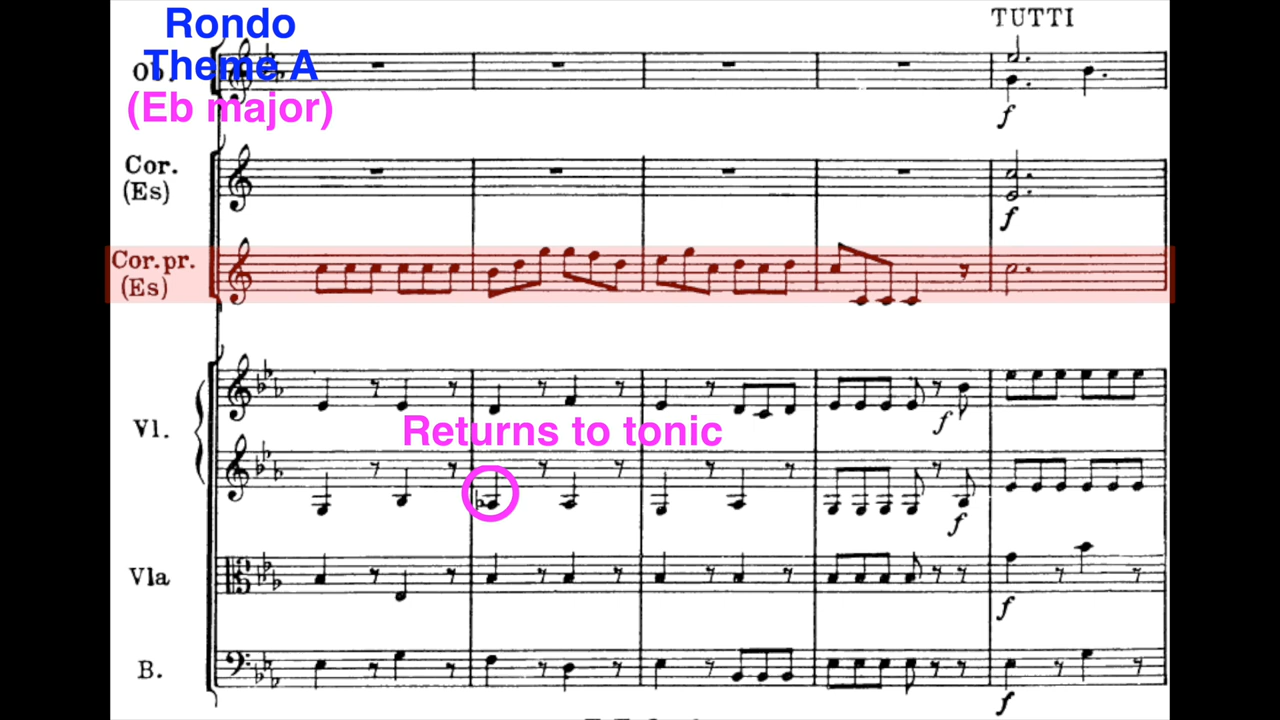 Rondo
TUTTI
Ob.
Theme A
(Eb major)
f
Cor.
(Es)
f
Cor. pr.
(Es)
Vl.
f
Returns to tonic
f
Vla
f
B.
f